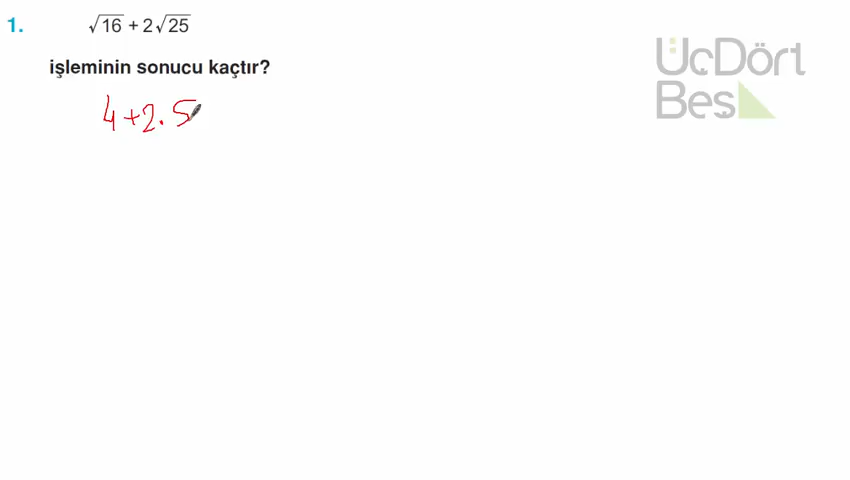 1. √16 + 2√25
işleminin sonucu kaçtır?
4+2.5
ÜçDört
Beş